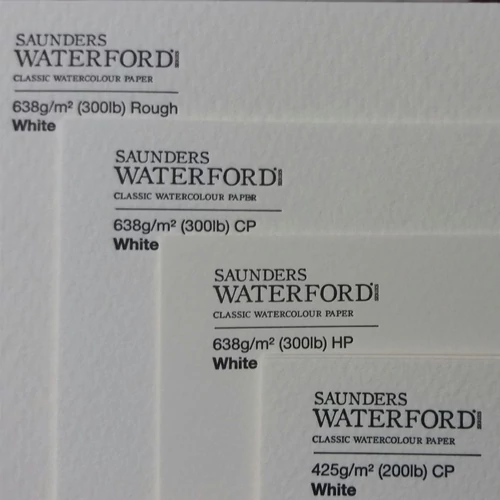 SAUNDERS
WATERFORD
CLASSIC WATERCOLOUR PAPER
638g/m² (300lb) Rough
White
SAUNDERS
WATERFORD
CLASSIC WATERCOLOUR PAPER
638g/m² (300lb) CP
White
SAUNDERS
WATERFORD
CLASSIC WATERCOLOUR PAPER
638g/m² (300lb) HP
White
SAUNDERS
WATERFORD
CLASSIC WATERCOLOUR PAPER
425g/m² (200lb) CP
White